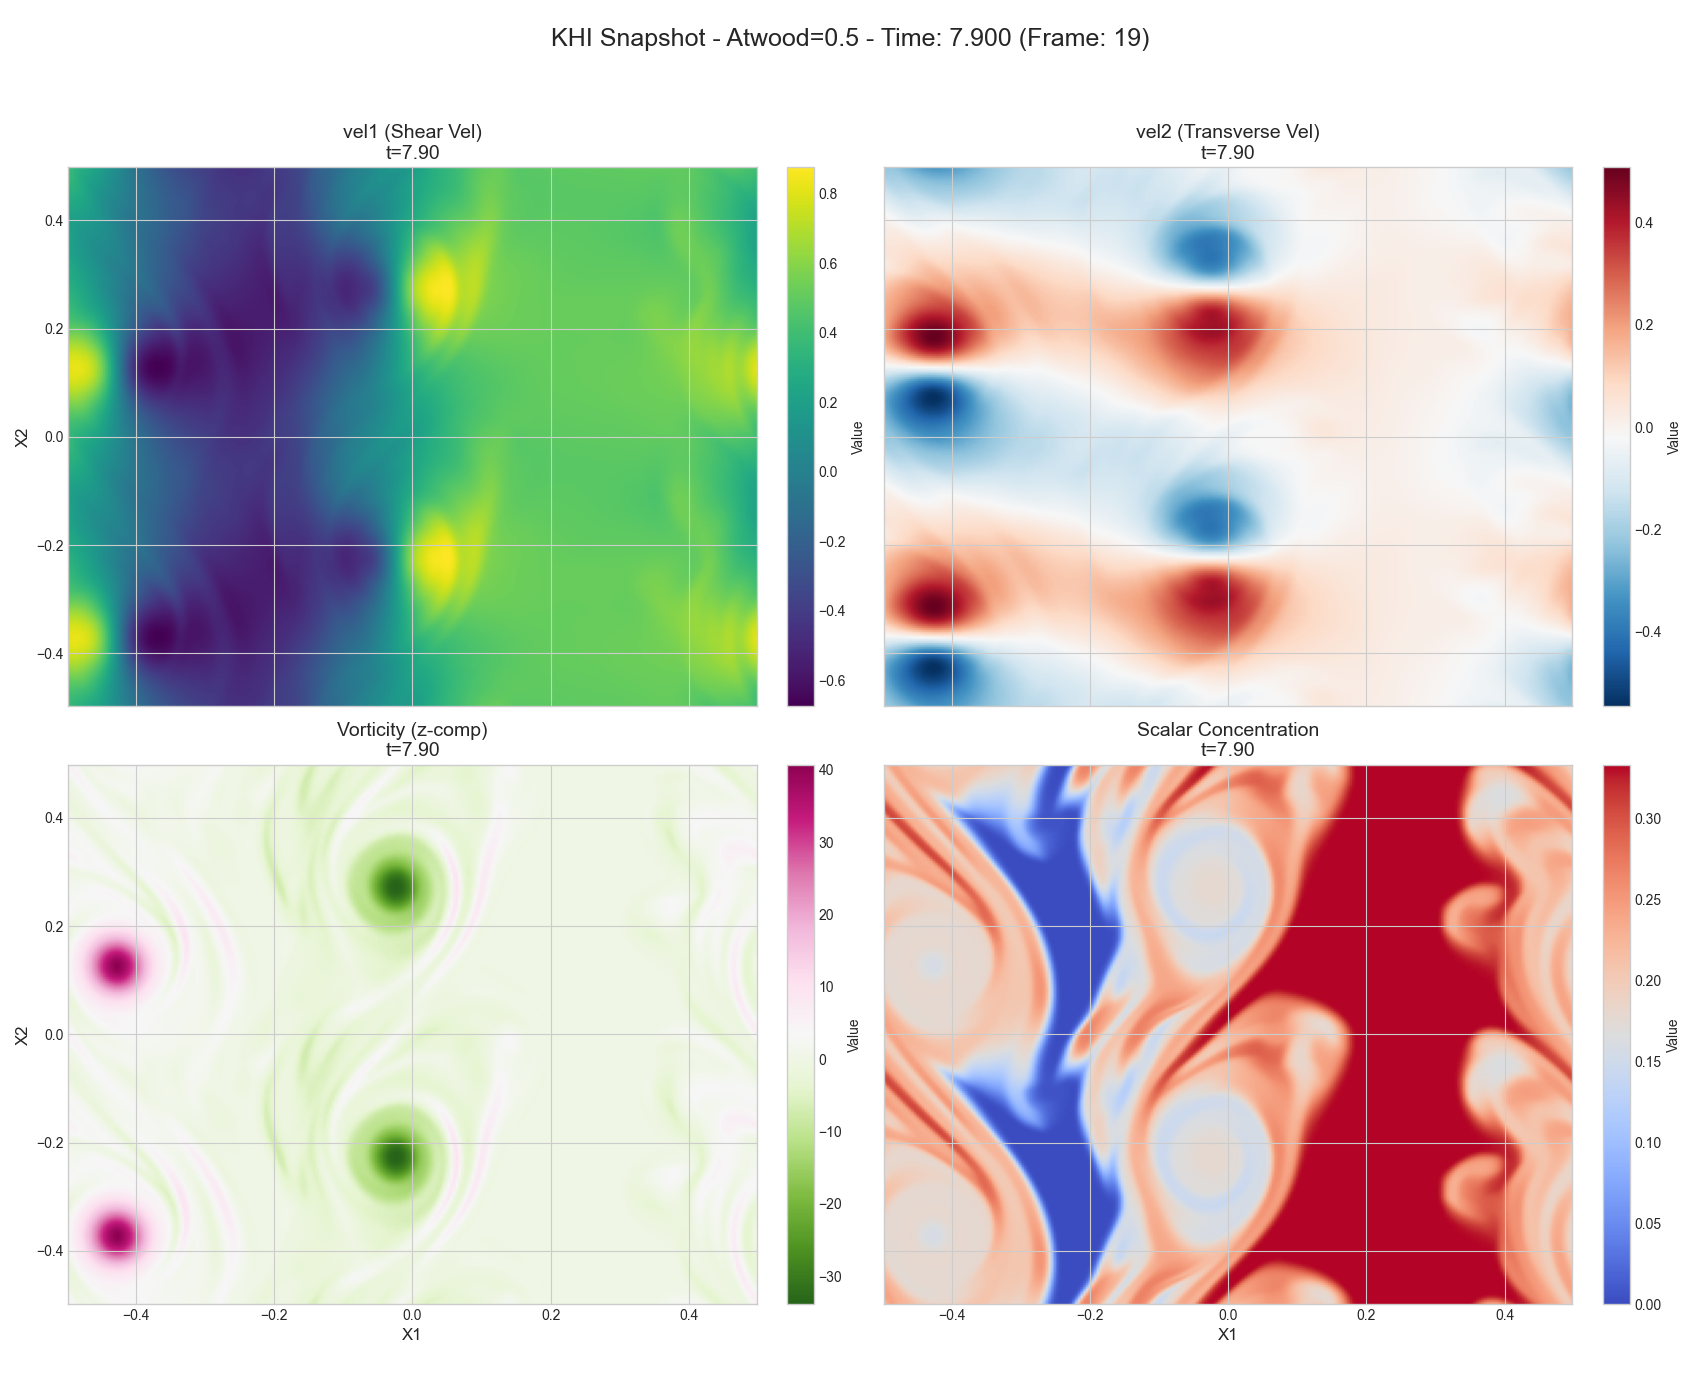 KHI Snapshot - Atwood=0.5 - Time: 7.900 (Frame: 19)
vel1 (Shear Vel)
t=7.90
vel2 (Transverse Vel)
t=7.90
X2
0.4
0.2
0.0
−0.2
−0.4
0.8
0.6
0.4
0.2
0.0
−0.2
−0.4
−0.6
Value
0.4
0.2
0.0
−0.2
−0.4
Value
Vorticity (z-comp)
t=7.90
Scalar Concentration
t=7.90
X2
0.4
0.2
0.0
−0.2
−0.4
−0.4
−0.2
0.0
0.2
0.4
X1
40
30
20
10
0
−10
−20
−30
Value
−0.4
−0.2
0.0
0.2
0.4
X1
0.30
0.25
0.20
0.15
0.10
0.05
0.00
Value